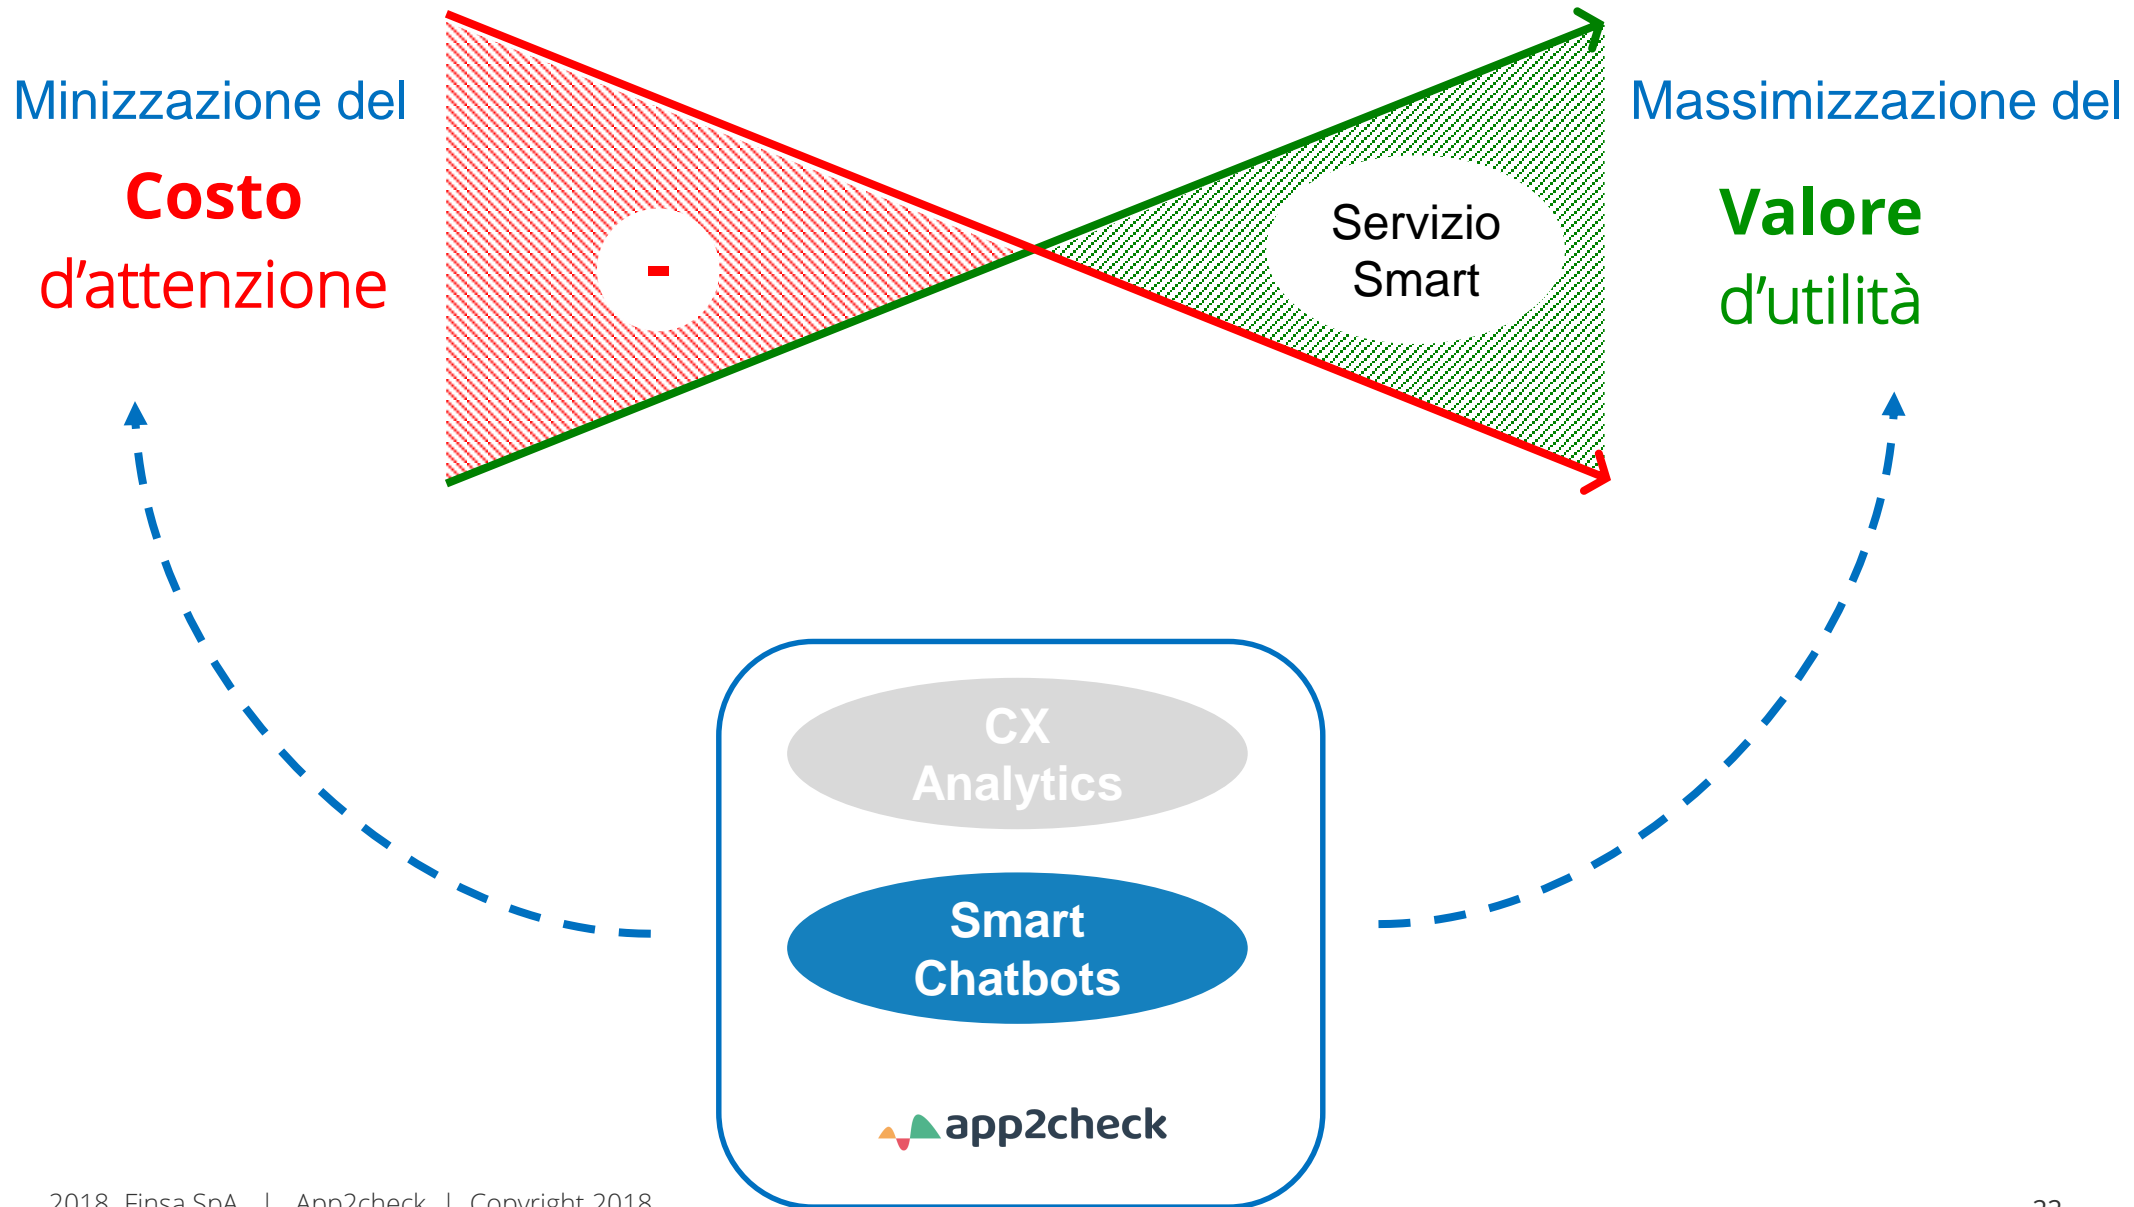 Minizzazione del
Costo
d’attenzione
-
Servizio
Smart
Massimizzazione del
Valore
d’utilità
CX
Analytics
Smart
Chatbots
app2check
2018 Finsa SpA | App2check | Copyright 2018